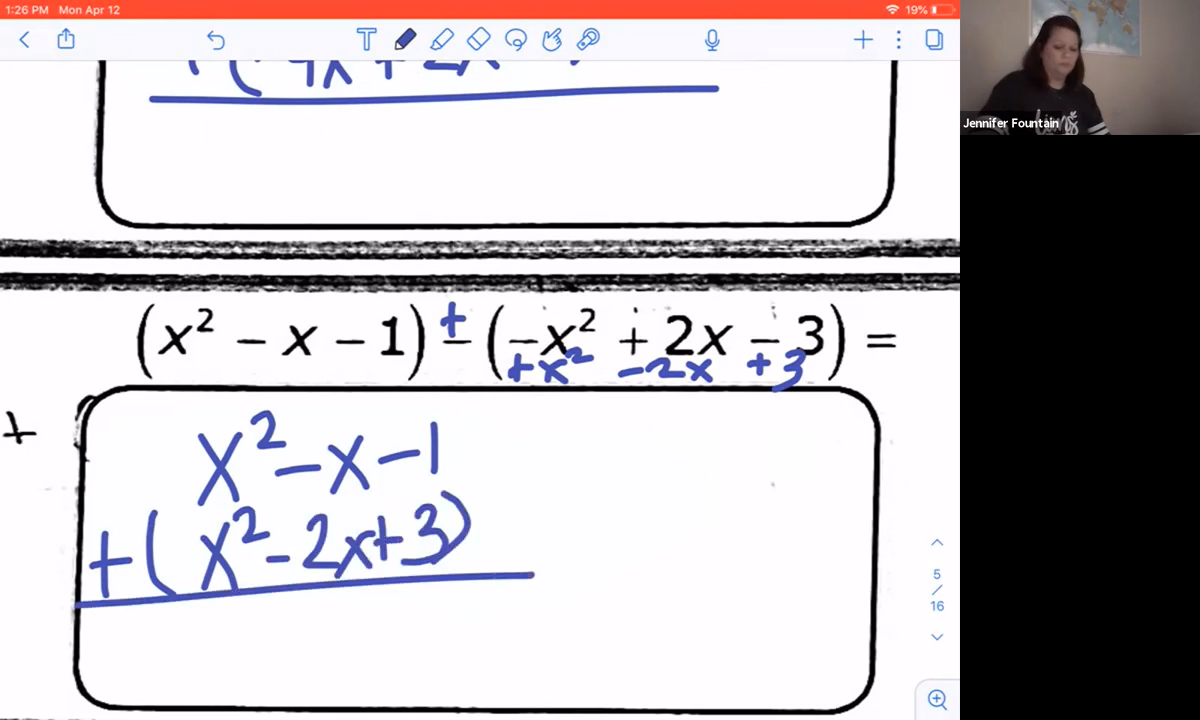 1:26 PM Mon Apr 12
19%
Jennifer Fountain
(x² − x − 1) − (−x² + 2x − 3) =
+
+x² −2x +3
+
x² − x − 1
+ ( x² − 2x + 3)
5
/
16